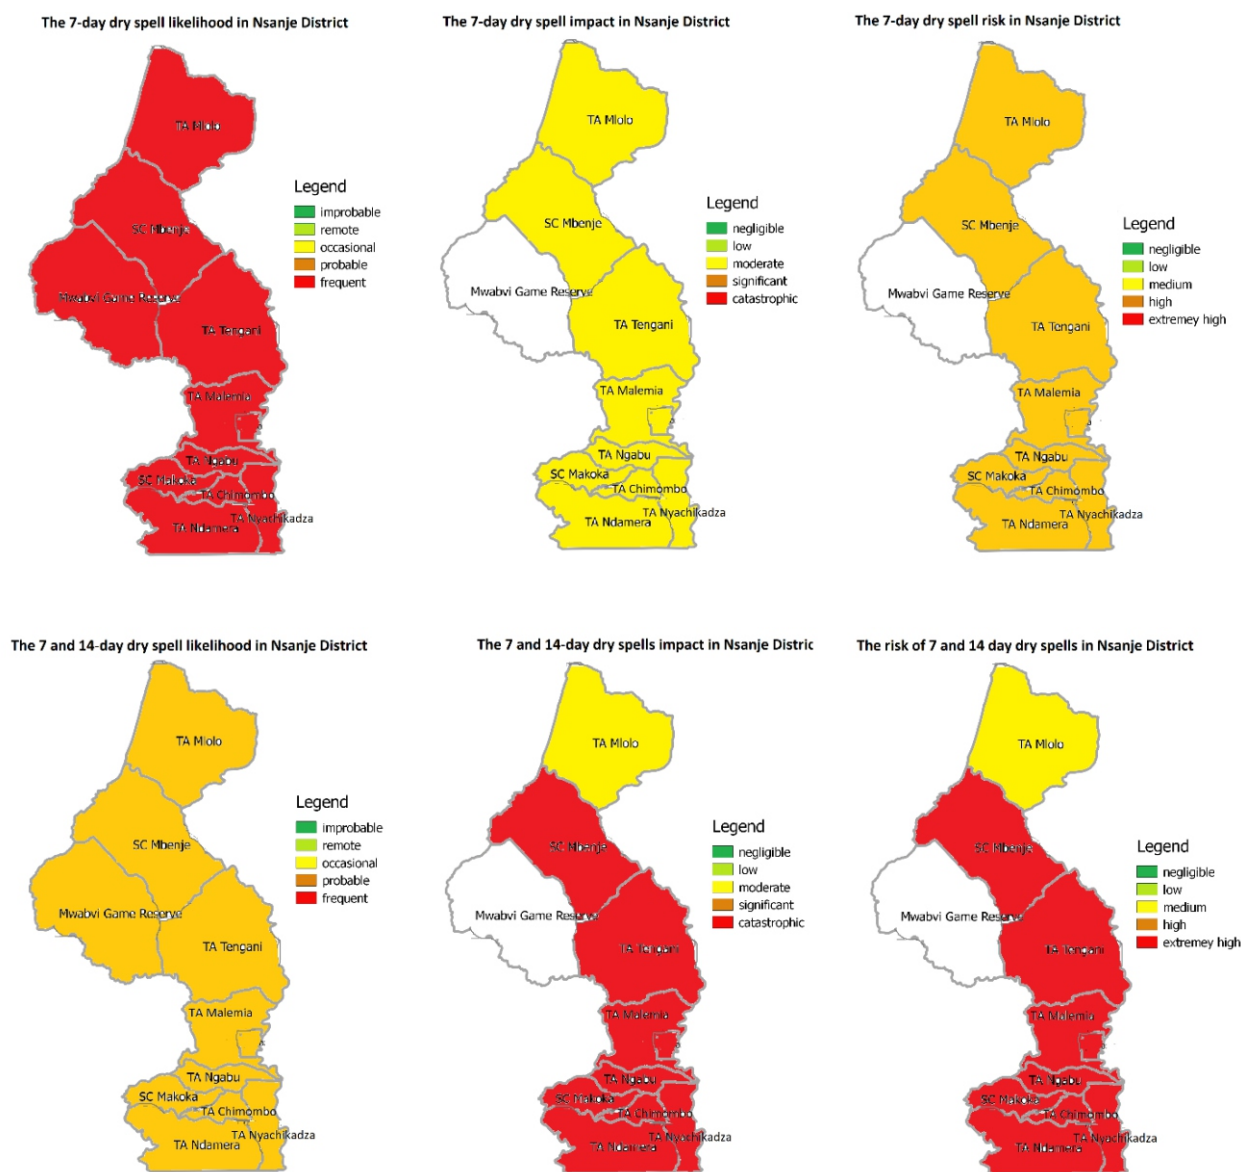 The 7-day dry spell likelihood in Nsanje District
TA Mlolo
SC Mbenje
Mwabvi Game Reserve
TA Tengani
TA Malemia
TA Ngabu
SC Makoka
TA Chimombo
TA Nyachikadza
TA Ndamera
Legend
improbable
remote
occasional
probable
frequent
The 7-day dry spell impact in Nsanje District
TA Mlolo
SC Mbenje
Mwabvi Game Reserve
TA Tengani
TA Malemia
TA Ngabu
SC Makoka
TA Chimombo
TA Nyachikadza
TA Ndamera
Legend
negligible
low
moderate
significant
catastrophic
The 7-day dry spell risk in Nsanje District
TA Mlolo
SC Mbenje
Mwabvi Game Reserve
TA Tengani
TA Malemia
TA Ngabu
SC Makoka
TA Chimombo
TA Nyachikadza
TA Ndamera
Legend
negligible
low
medium
high
extremey high
The 7 and 14-day dry spell likelihood in Nsanje District
TA Mlolo
SC Mbenje
Mwabvi Game Reserve
TA Tengani
TA Malemia
TA Ngabu
SC Makoka
TA Chimombo
TA Nyachikadza
TA Ndamera
Legend
improbable
remote
occasional
probable
frequent
The 7 and 14-day dry spells impact in Nsanje Distric
TA Mlolo
SC Mbenje
Mwabvi Game Reserve
TA Tengani
TA Malemia
TA Ngabu
SC Makoka
TA Chimombo
TA Nyachikadza
TA Ndamera
Legend
negligible
low
moderate
significant
catastrophic
The risk of 7 and 14 day dry spells in Nsanje District
TA Mlolo
SC Mbenje
Mwabvi Game Reserve
TA Tengani
TA Malemia
TA Ngabu
SC Makoka
TA Chimombo
TA Nyachikadza
TA Ndamera
Legend
negligible
low
medium
high
extremey high